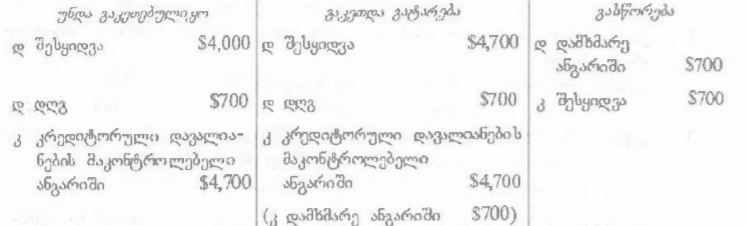 უნდა გაკეთებულიყო
დ შესყიდვა $4,000
დ დღგ $700
კ კრედიტორული დავალია-
ნების მაკონტროლებელი
ანგარიში $4,700
გაკეთდა გატარება
დ შესყიდვა $4,700
დ დღგ $700
კ კრედიტორული დავალიანების
მაკონტროლებელი
ანგარიში $4,700
(კ დამხმარე ანგარიში $700)
გასწორება
დ დამხმარე
ანგარიში $700
კ შესყიდვა $700